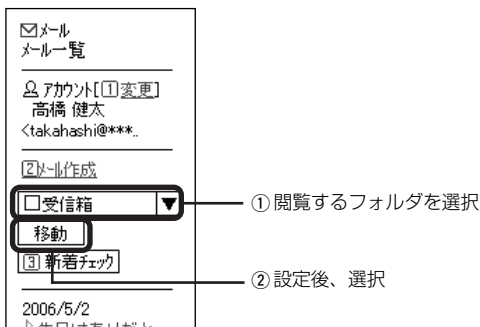 メール
メール一覧
アカウント[1変更]
高橋 健太
<takahashi@***..
2メール作成
□受信箱 ▼
①閲覧するフォルダを選択
移動
3 新着チェック
②設定後、選択
2006/5/2